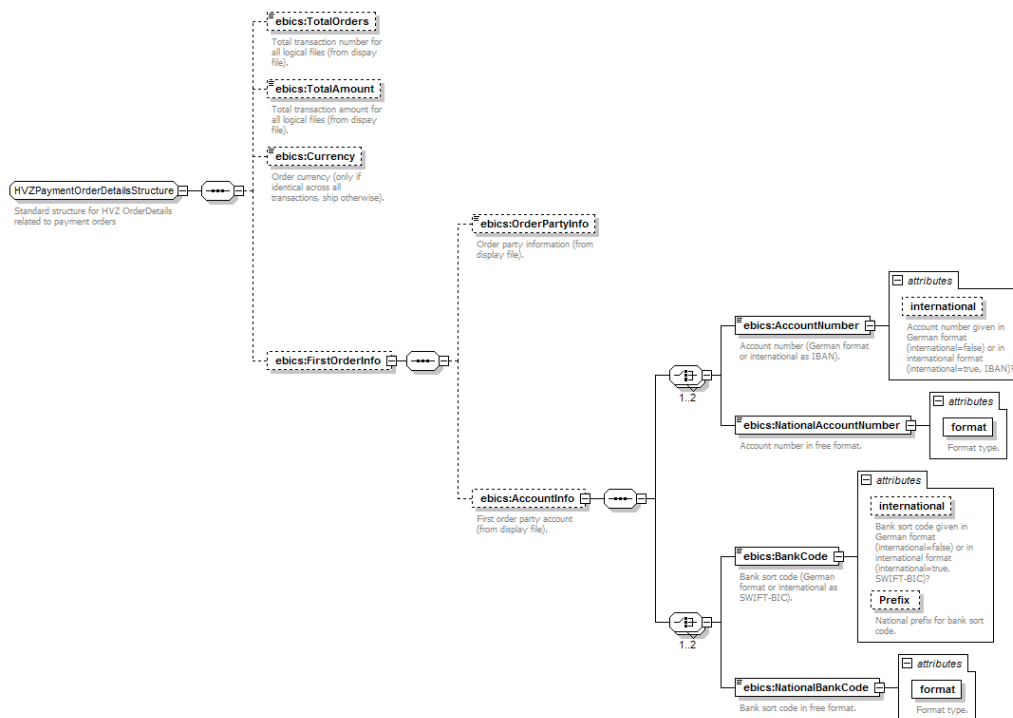 ebics:TotalOrders
Total transaction number for
all logical files (from dispay
file).
ebics:TotalAmount
Total transaction amount for
all logical files (from dispay
file).
ebics:Currency
Order currency (only if
identical across all
transactions, ship otherwise).
HVZPaymentOrderDetailsStructure
Standard structure for HVZ OrderDetails
related to payment orders
ebics:OrderPartyInfo
Order party information (from
display file).
ebics:FirstOrderInfo
attributes
international
Account number given in
German format
(international=false) or in
international format
(international=true, IBAN)?
ebics:AccountNumber
Account number (German format
or international as IBAN).
1..2
attributes
ebics:NationalAccountNumber
format
Account number in free format.
Format type.
ebics:AccountInfo
First order party account
(from display file).
attributes
international
Bank sort code given in
German format
(international=false) or in
international format
(international=true,
SWIFT-BIC)?
Prefix
National prefix for bank sort
code.
ebics:BankCode
Bank sort code (German
format or international as
SWIFT-BIC).
1..2
attributes
ebics:NationalBankCode
format
Bank sort code in free format.
Format type.